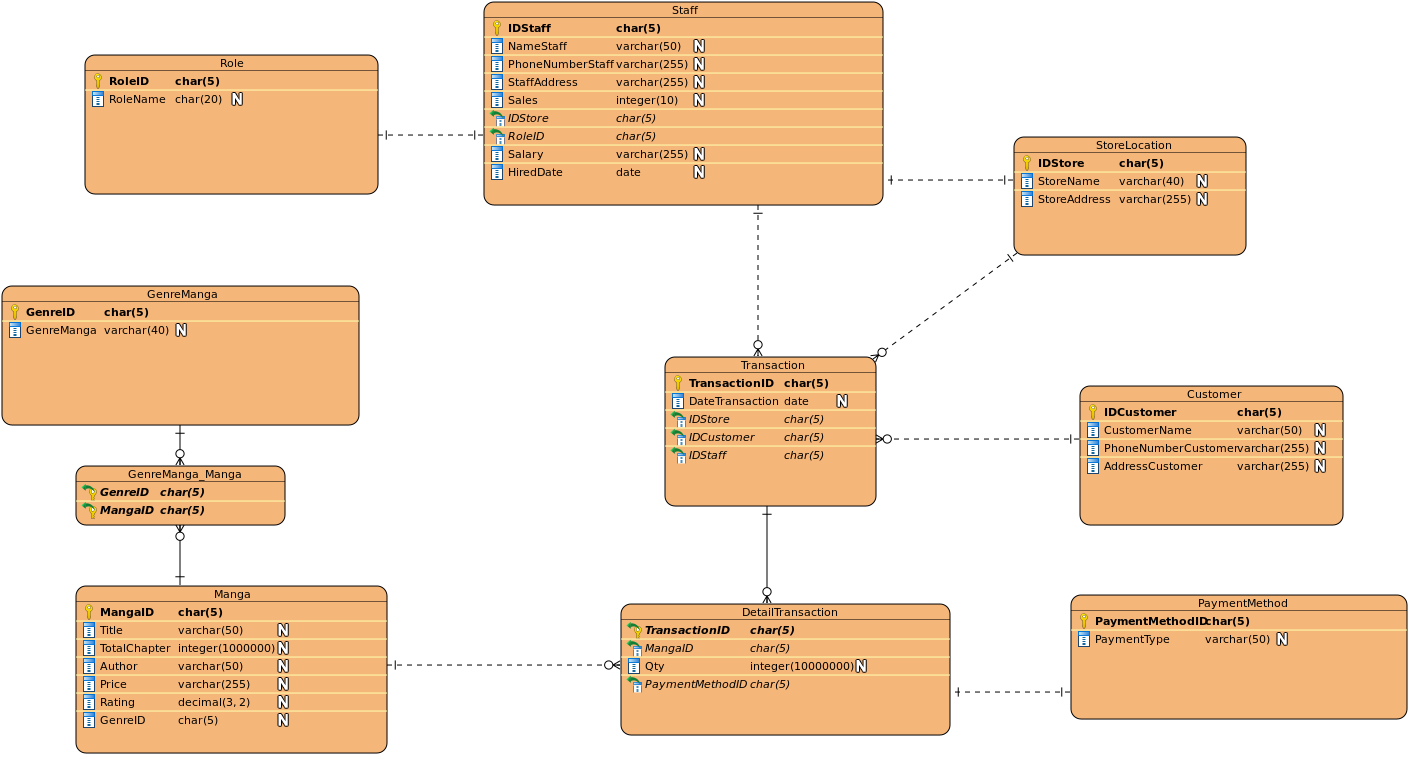 Staff
IDStaff char(5)
NameStaff varchar(50) N
PhoneNumberStaff varchar(255) N
StaffAddress varchar(255) N
Sales integer(10) N
IDStore char(5)
RoleID char(5)
Salary varchar(255) N
HiredDate date N
Role
RoleID char(5)
RoleName char(20) N
StoreLocation
IDStore char(5)
StoreName varchar(40) N
StoreAddress varchar(255) N
GenreManga
GenreID char(5)
GenreManga varchar(40) N
Transaction
TransactionID char(5)
DateTransaction date N
IDStore char(5)
IDCustomer char(5)
IDStaff char(5)
Customer
IDCustomer char(5)
CustomerName varchar(50) N
PhoneNumberCustomer varchar(255) N
AddressCustomer varchar(255) N
GenreManga_Manga
GenreID char(5)
MangaID char(5)
Manga
MangaID char(5)
Title varchar(50) N
TotalChapter integer(1000000) N
Author varchar(50) N
Price varchar(255) N
Rating decimal(3, 2) N
GenreID char(5) N
DetailTransaction
TransactionID char(5)
MangaID char(5)
Qty integer(10000000) N
PaymentMethodID char(5)
PaymentMethod
PaymentMethodID char(5)
PaymentType varchar(50) N